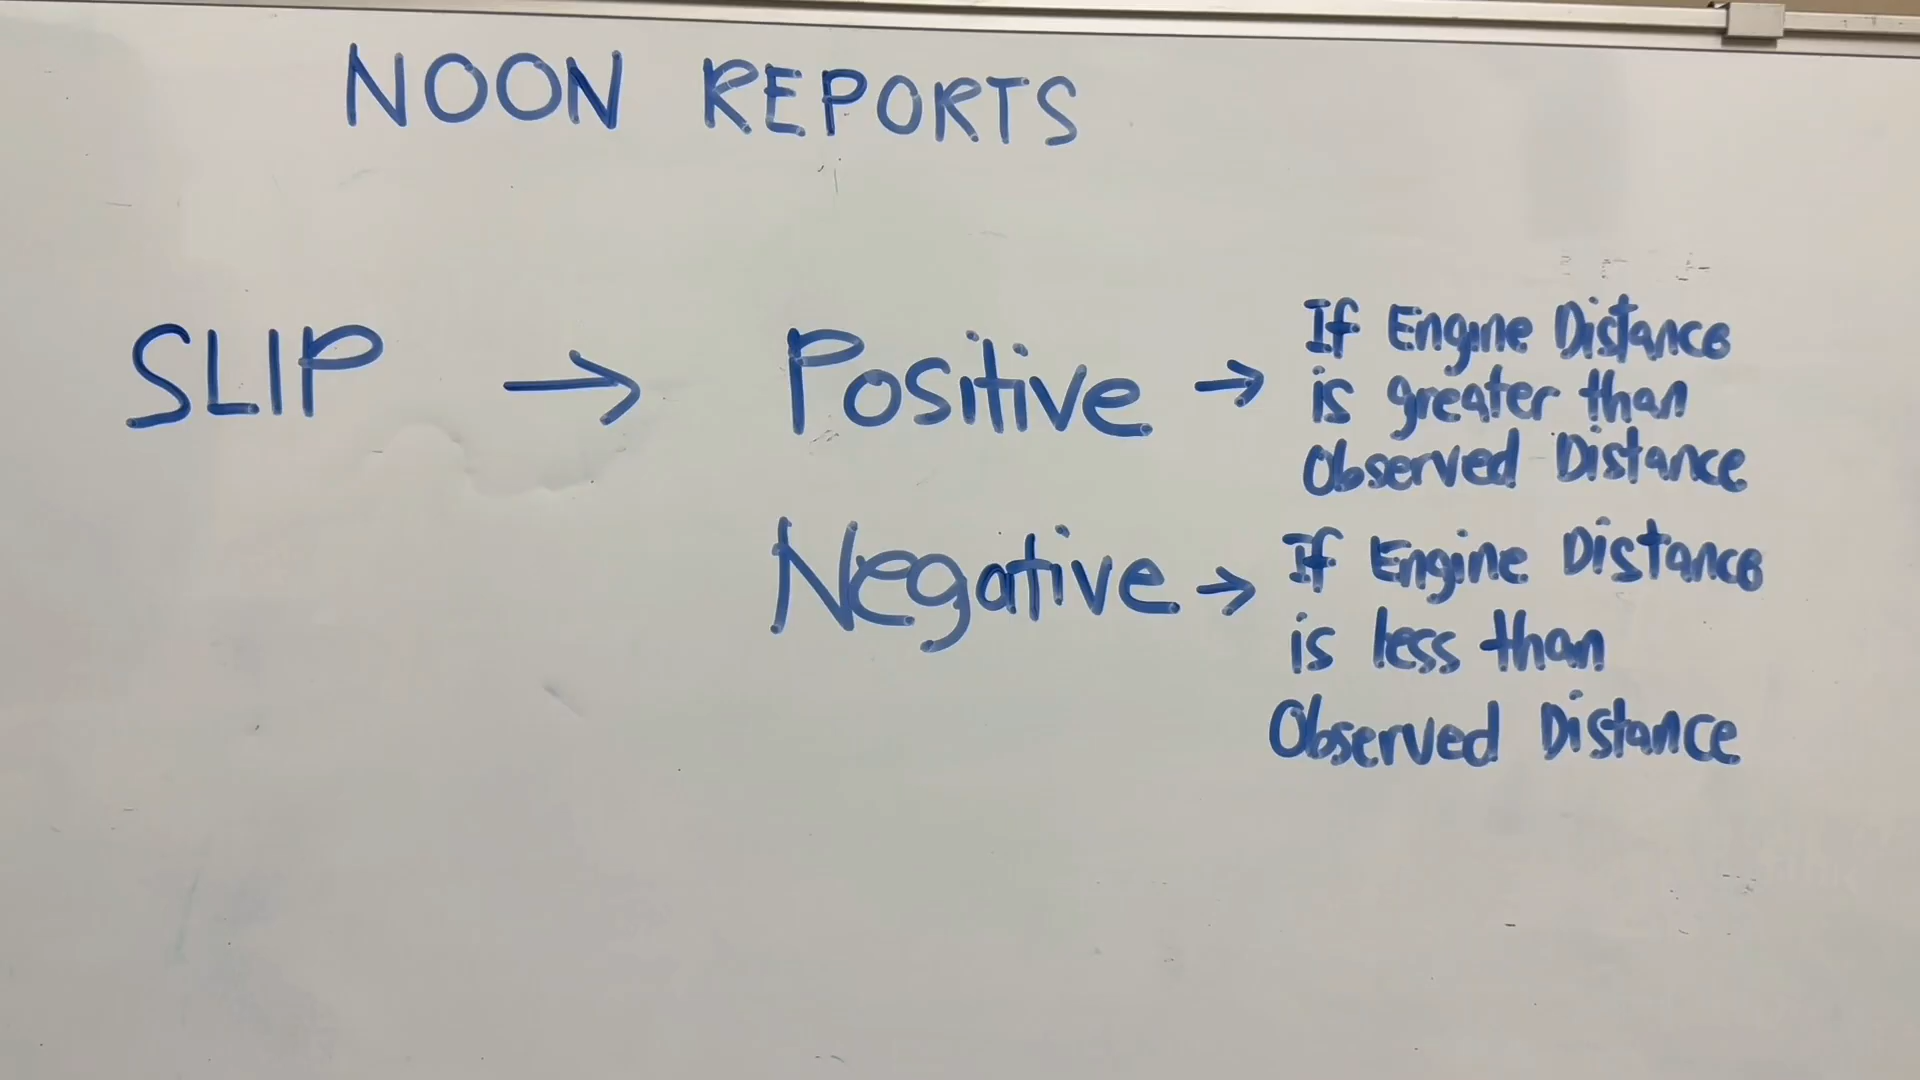 NOON REPORTS
SLIP → Positive → If Engine Distance
is greater than
Observed Distance
Negative → If Engine Distance
is less than
Observed Distance